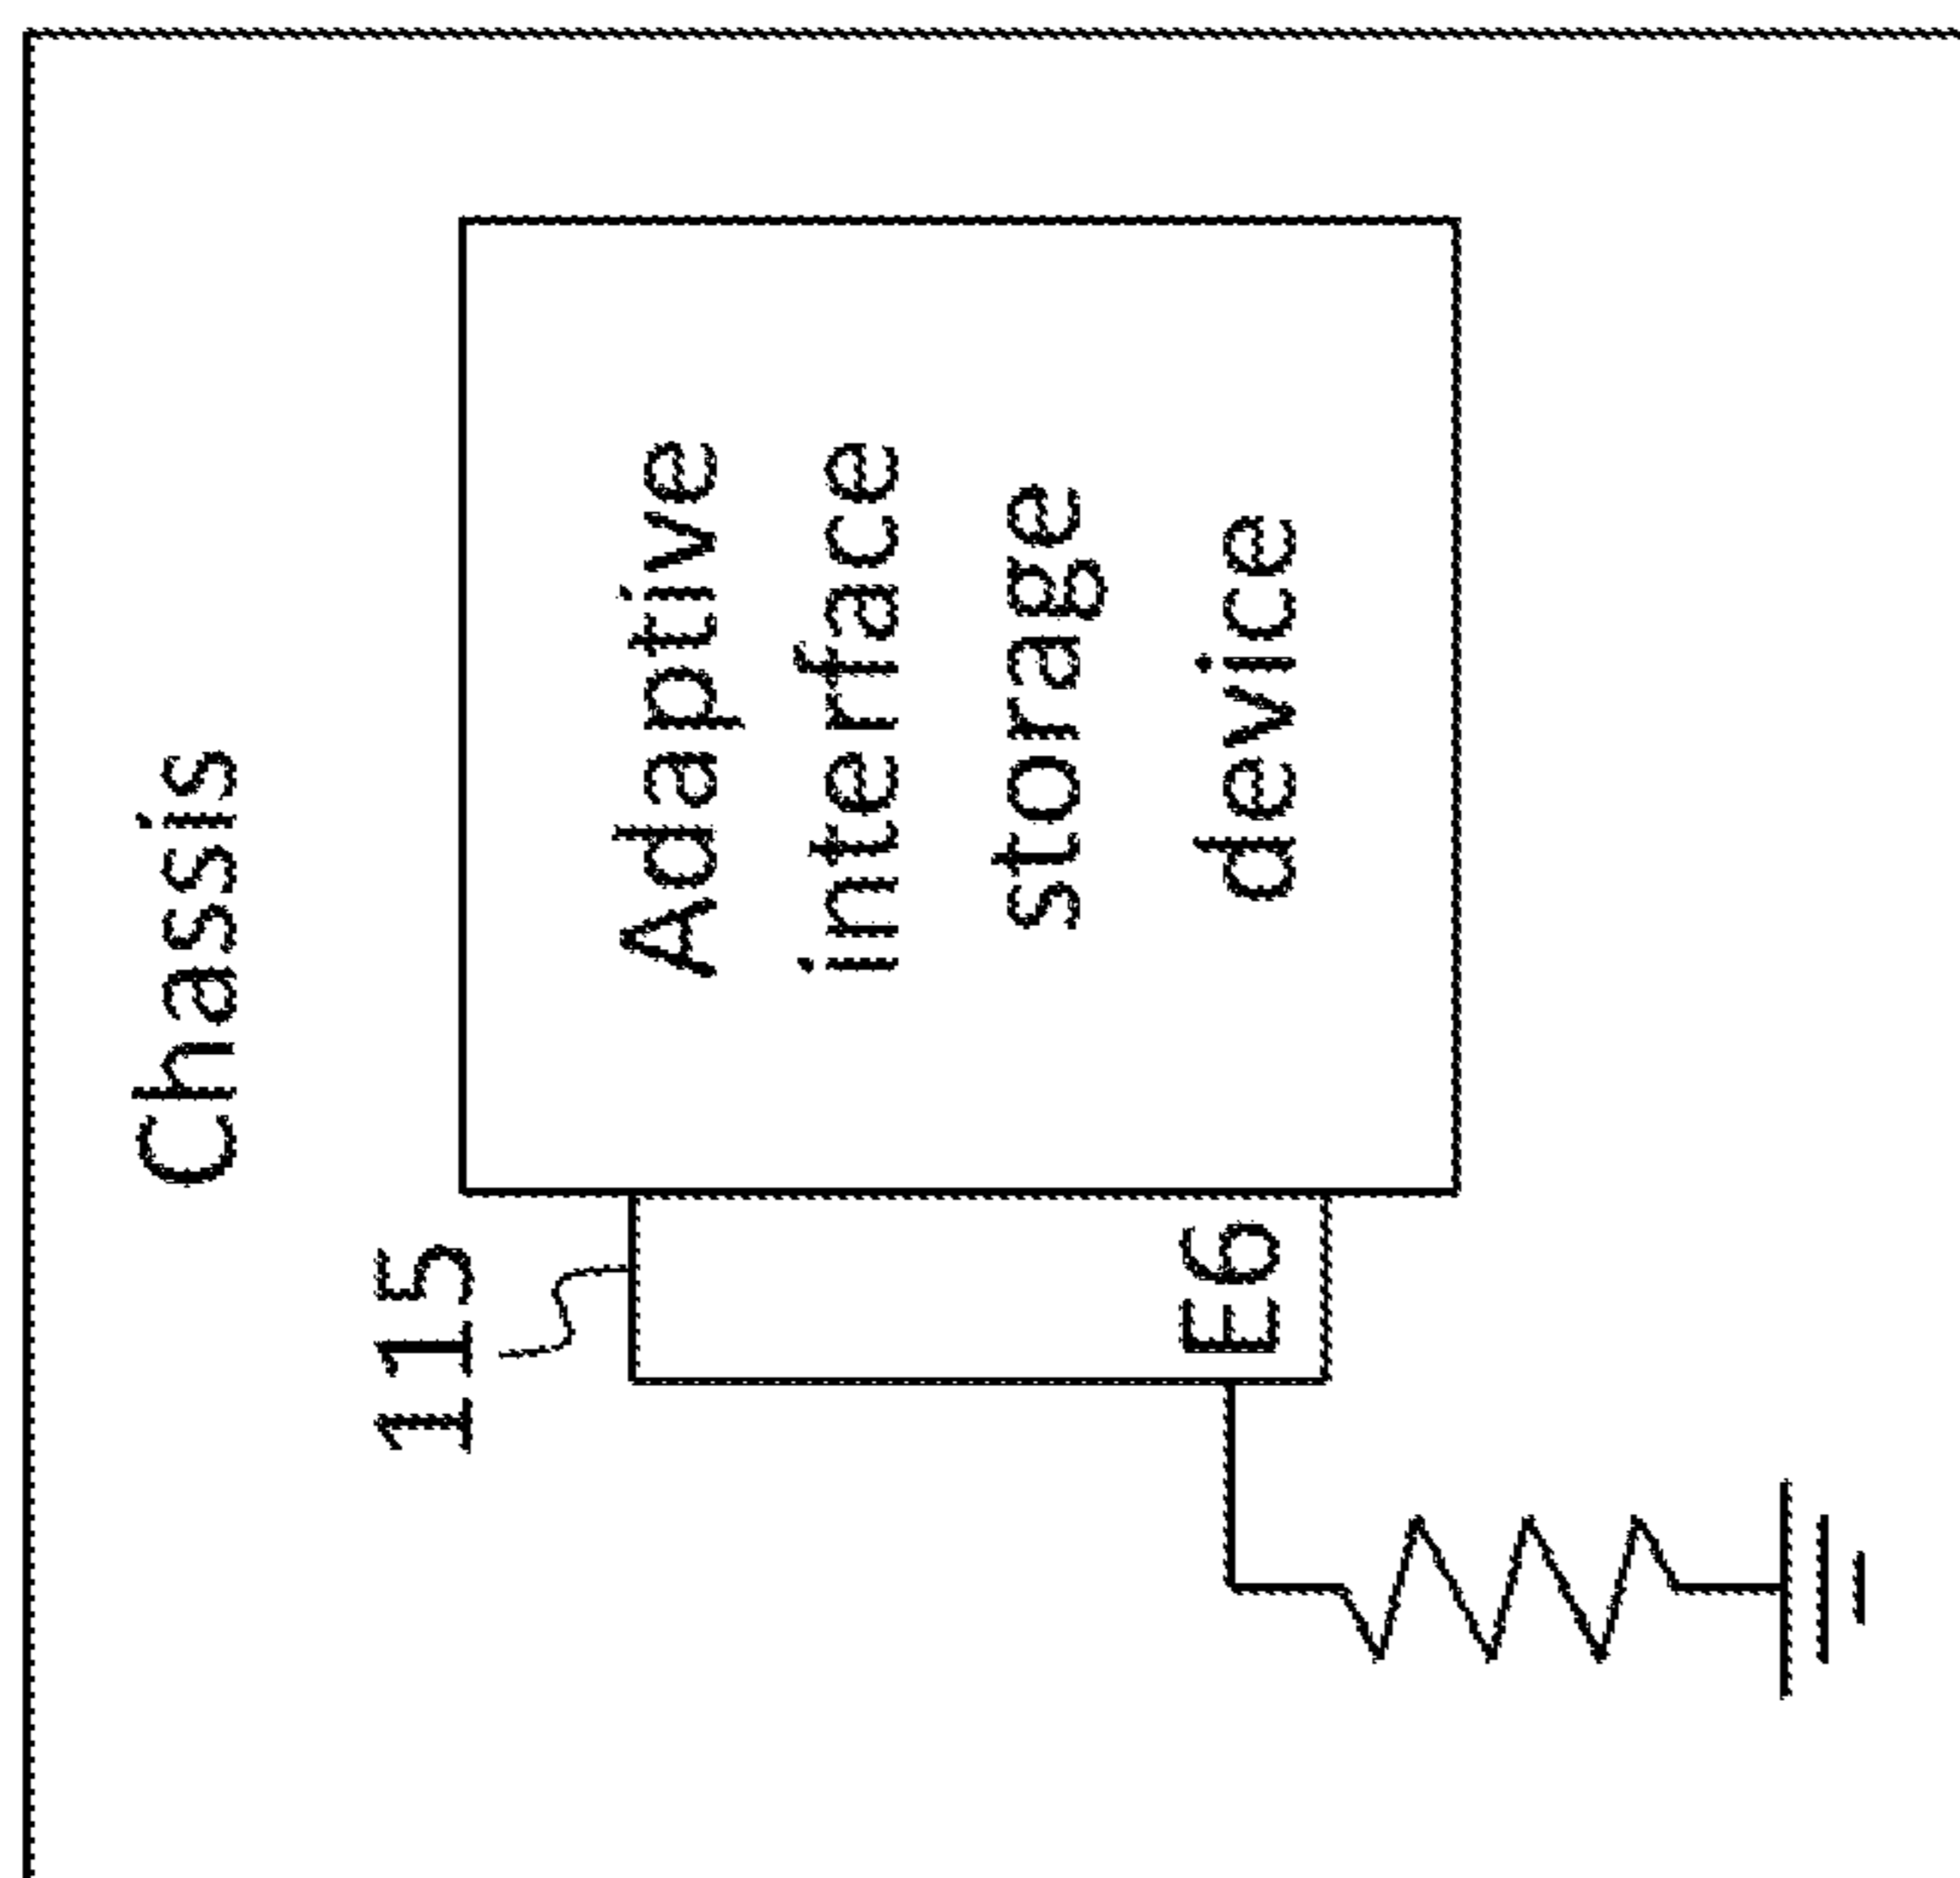 Chassis
115
Adaptive
interface
storage
device
E6